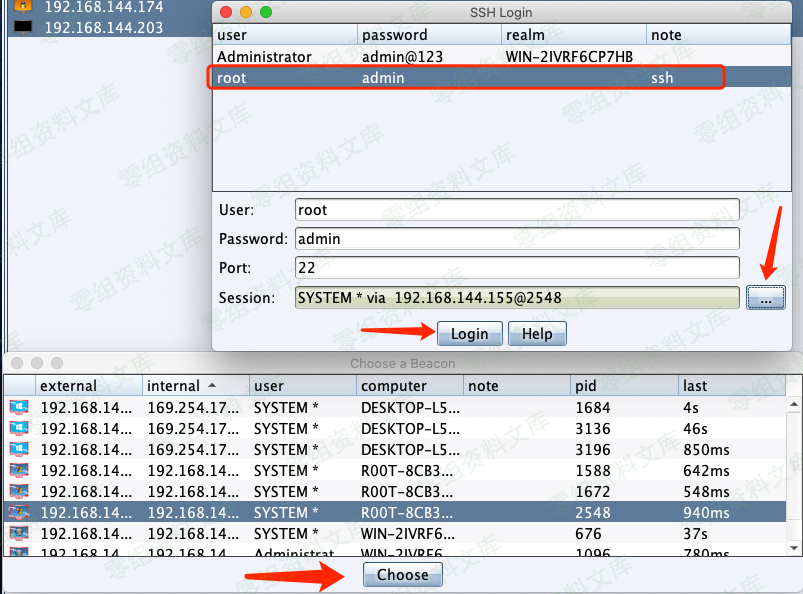 192.168.144.174
192.168.144.203
SSH Login
user password realm note
Administrator admin@123 WIN-2IVRF6CP7HB
root admin ssh
User: root
Password: admin
Port: 22
Session: SYSTEM * via 192.168.144.155@2548 ...
Login Help
Choose a Beacon
external internal user computer note pid last
192.168.14... 169.254.17... SYSTEM * DESKTOP-L5... 1684 4s
192.168.14... 169.254.17... SYSTEM * DESKTOP-L5... 3136 46s
192.168.14... 169.254.17... SYSTEM * DESKTOP-L5... 3196 850ms
192.168.14... 192.168.14... SYSTEM * R00T-8CB3... 1588 642ms
192.168.14... 192.168.14... SYSTEM * R00T-8CB3... 1672 548ms
192.168.14... 192.168.14... SYSTEM * R00T-8CB3... 2548 940ms
192.168.14... 192.168.14... SYSTEM * WIN-2IVRF6... 676 37s
192.168.14... 192.168.14... Administrat... WIN-2IVRF6... 1096 780ms
Choose
零组资料文库